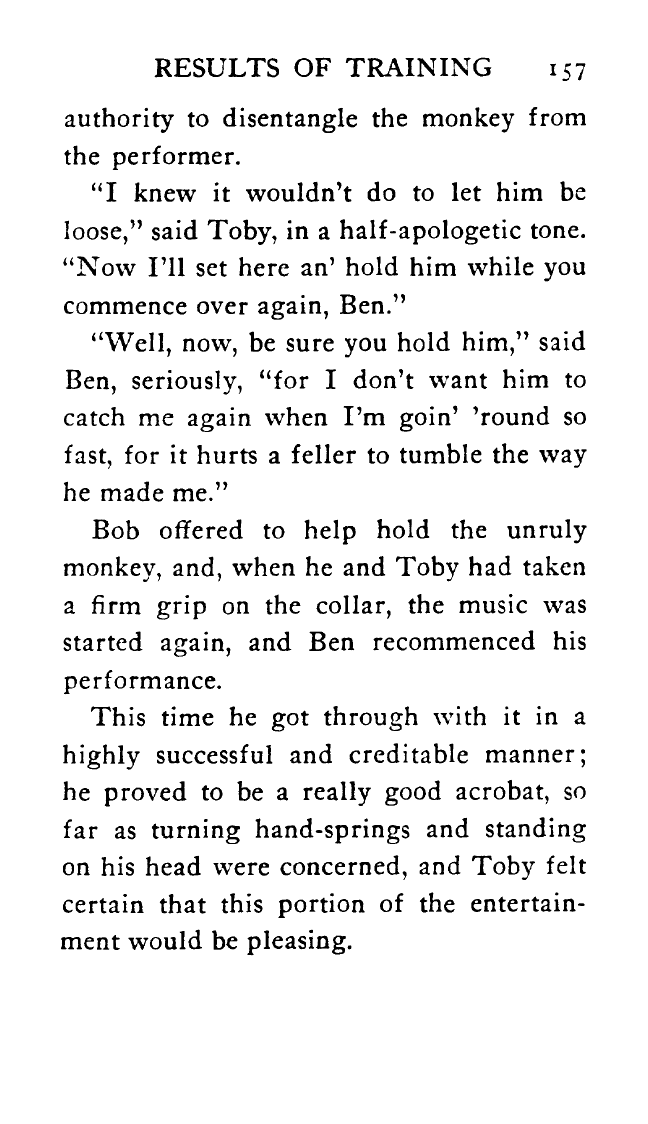 RESULTS OF TRAINING 157
authority to disentangle the monkey from
the performer.
“I knew it wouldn’t do to let him be
loose,” said Toby, in a half-apologetic tone.
“Now I’ll set here an’ hold him while you
commence over again, Ben.”
“Well, now, be sure you hold him,” said
Ben, seriously, “for I don’t want him to
catch me again when I’m goin’ ’round so
fast, for it hurts a feller to tumble the way
he made me.”
Bob offered to help hold the unruly
monkey, and, when he and Toby had taken
a firm grip on the collar, the music was
started again, and Ben recommenced his
performance.
This time he got through with it in a
highly successful and creditable manner;
he proved to be a really good acrobat, so
far as turning hand-springs and standing
on his head were concerned, and Toby felt
certain that this portion of the entertain-
ment would be pleasing.